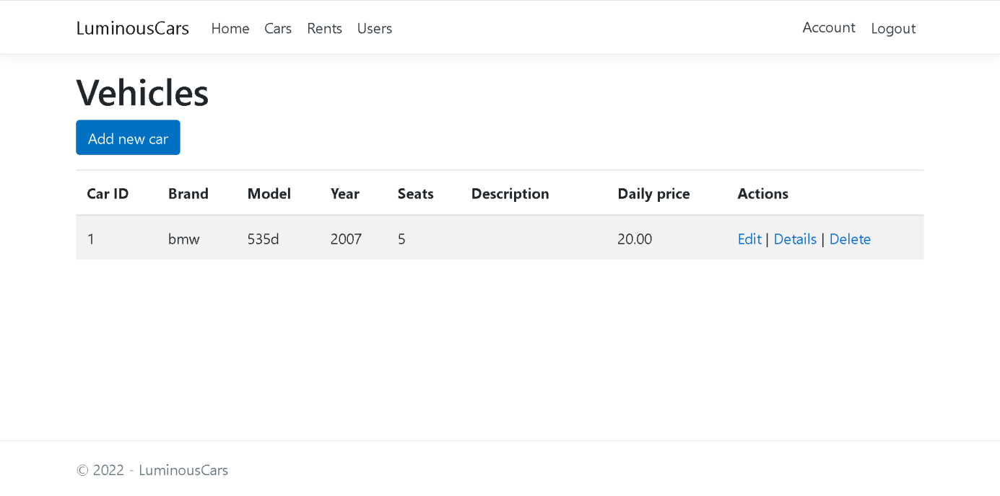 LuminousCars Home Cars Rents Users Account Logout
Vehicles
Add new car
Car ID Brand Model Year Seats Description Daily price Actions
1 bmw 535d 2007 5 20.00 Edit | Details | Delete
© 2022 - LuminousCars